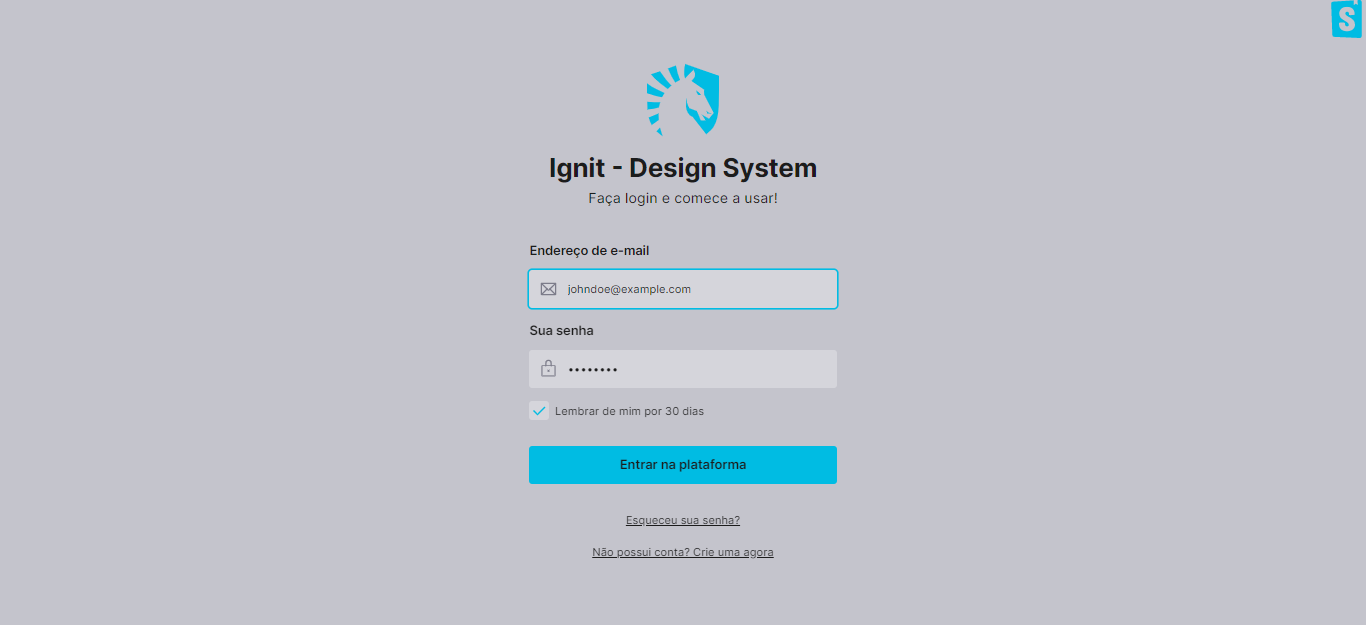 S
Ignit - Design System
Faça login e comece a usar!
Endereço de e-mail
johndoe@example.com
Sua senha
••••••••
Lembrar de mim por 30 dias
Entrar na plataforma
Esqueceu sua senha?
Não possui conta? Crie uma agora